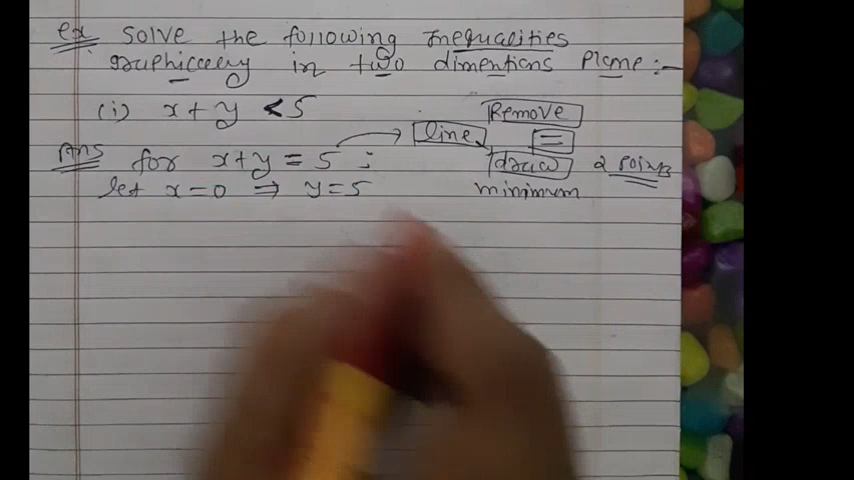 ex Solve the following Inequalities
graphically in two dimentions Plane :-
(i) x + y < 5
Remove
line =
Ans for x + y = 5 ; draw 2 points
let x = 0 ⇒ y = 5 minimum